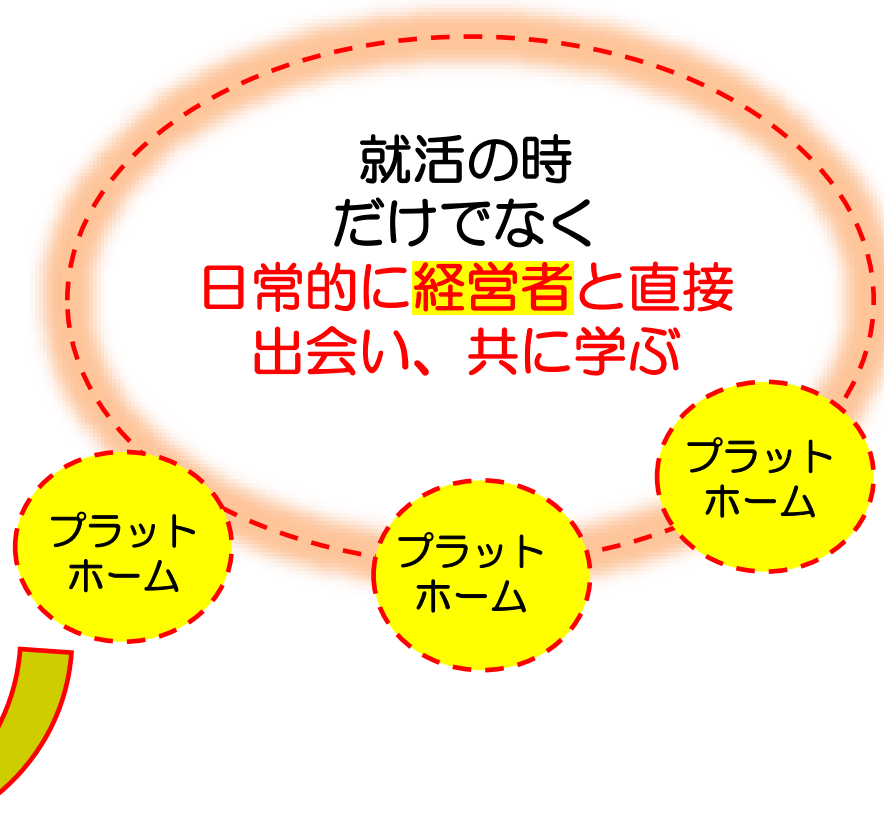 就活の時
だけでなく
日常的に経営者と直接
出会い、共に学ぶ
プラット
ホーム
プラット
ホーム
プラット
ホーム